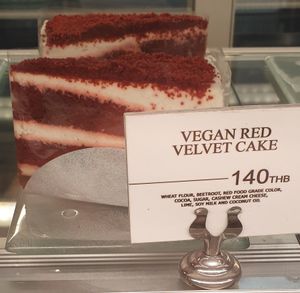 VEGAN RED
VELVET CAKE
140THB
WHEAT FLOUR, BEETROOT, RED FOOD GRADE COLOR,
COCOA, SUGAR, CASHEW CREAM CHEESE,
LIME, SOY MILK AND COCONUT OIL.